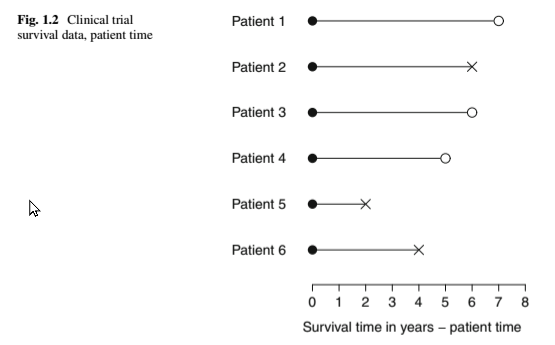 Fig. 1.2 Clinical trial
survival data, patient time
Patient 1
Patient 2
Patient 3
Patient 4
Patient 5
Patient 6
0 1 2 3 4 5 6 7 8
Survival time in years − patient time